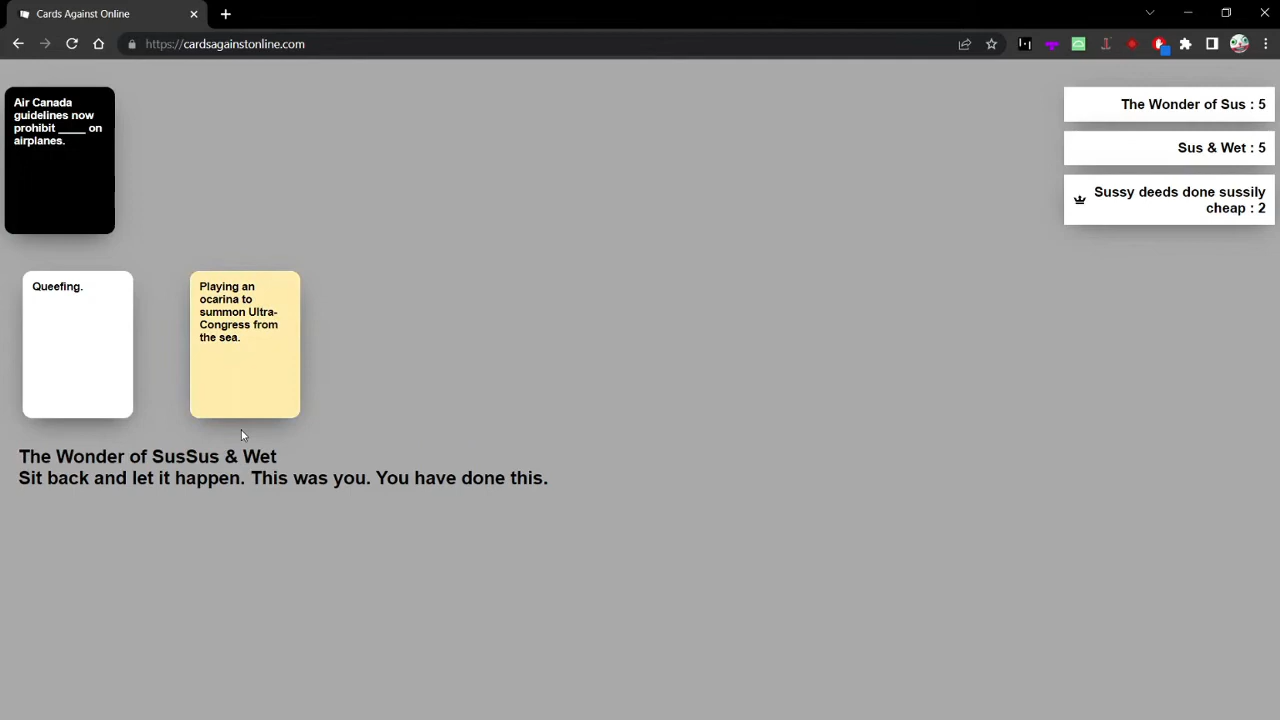 Cards Against Online
https://cardsagainstonline.com
Air Canada
guidelines now
prohibit _____ on
airplanes.
The Wonder of Sus : 5
Sus & Wet : 5
Sussy deeds done sussily
cheap : 2
Queefing.
Playing an
ocarina to
summon Ultra-
Congress from
the sea.
The Wonder of SusSus & Wet
Sit back and let it happen. This was you. You have done this.